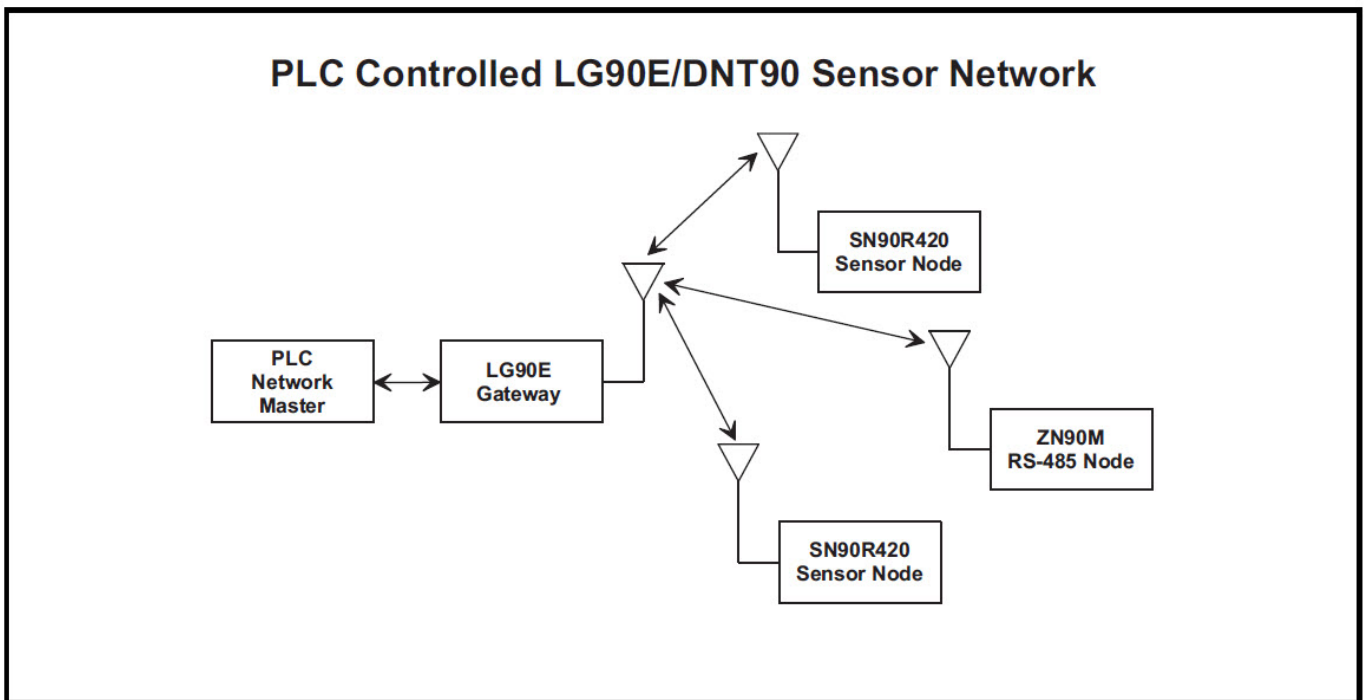 PLC Controlled LG90E/DNT90 Sensor Network
SN90R420
Sensor Node
PLC
Network
Master
LG90E
Gateway
ZN90M
RS-485 Node
SN90R420
Sensor Node